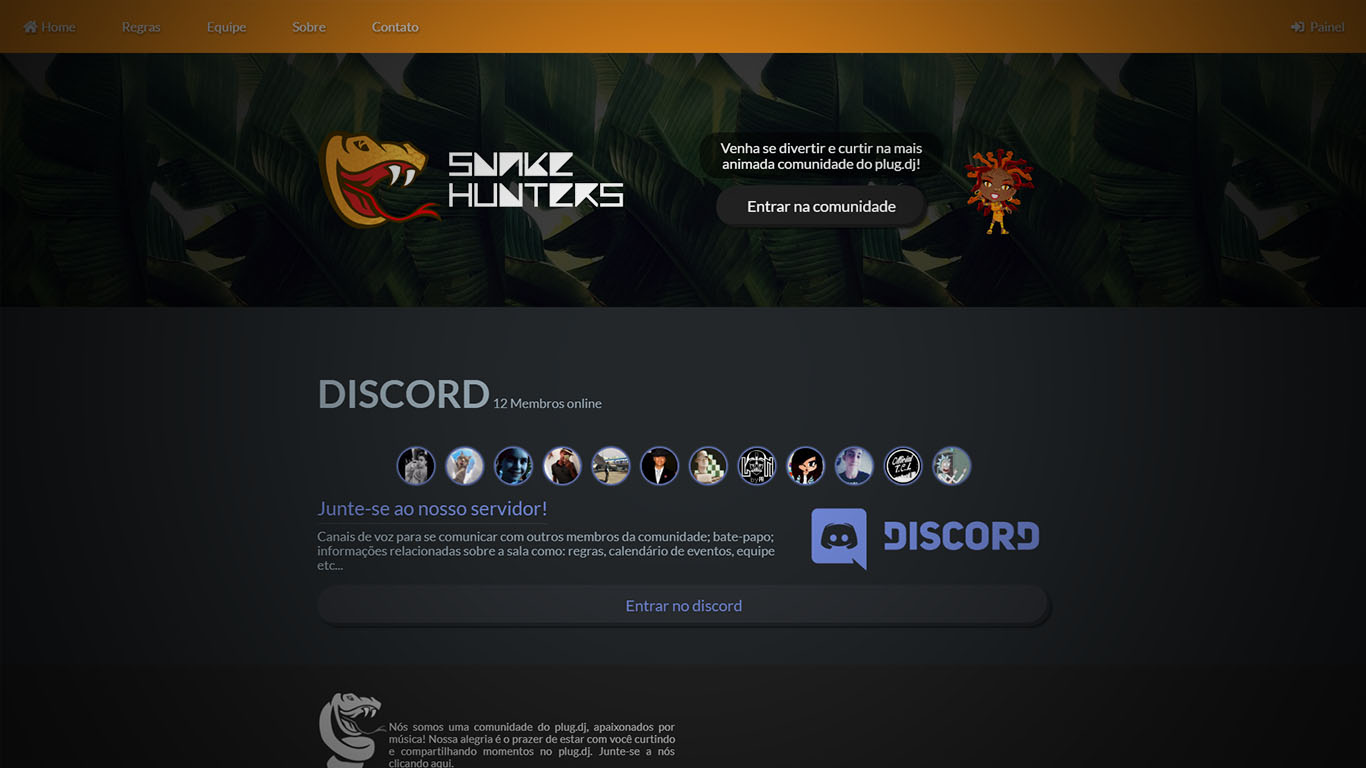 Home Regras Equipe Sobre Contato Painel
SNAKE
HUNTERS
Venha se divertir e curtir na mais
animada comunidade do plug.dj!
Entrar na comunidade
DISCORD 12 Membros online
Junte-se ao nosso servidor!
Canais de voz para se comunicar com outros membros da comunidade; bate-papo;
informações relacionadas sobre a sala como: regras, calendário de eventos, equipe
etc...
DISCORD
Entrar no discord
Nós somos uma comunidade do plug.dj, apaixonados por
música! Nossa alegria é o prazer de estar com você curtindo
e compartilhando momentos no plug.dj. Junte-se a nós
clicando aqui.